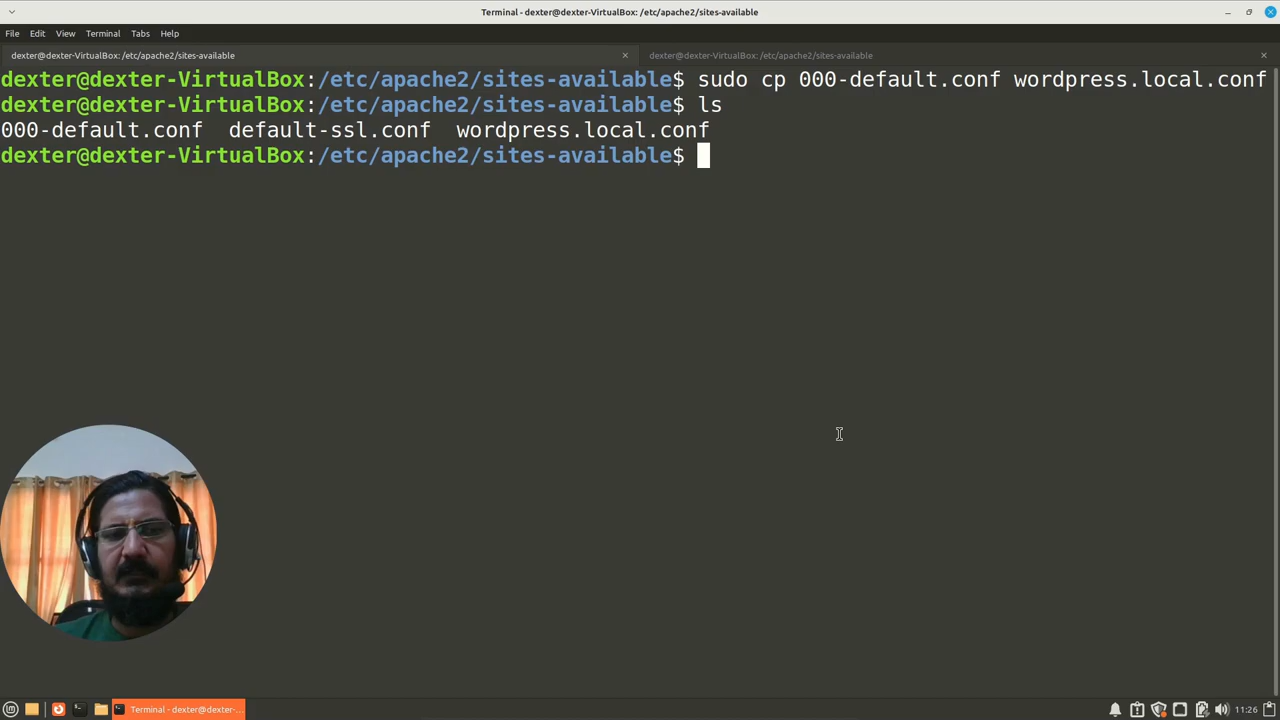 Terminal - dexter@dexter-VirtualBox: /etc/apache2/sites-available
File Edit View Terminal Tabs Help
dexter@dexter-VirtualBox: /etc/apache2/sites-available
dexter@dexter-VirtualBox: /etc/apache2/sites-available
dexter@dexter-VirtualBox:/etc/apache2/sites-available$ sudo cp 000-default.conf wordpress.local.conf
dexter@dexter-VirtualBox:/etc/apache2/sites-available$ ls
000-default.conf  default-ssl.conf  wordpress.local.conf
dexter@dexter-VirtualBox:/etc/apache2/sites-available$
Terminal - dexter@dexter-...
11:26